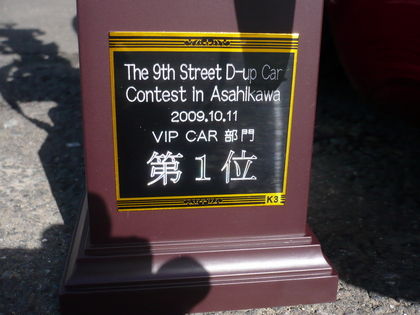 The 9th Street D-up Car
Contest in Asahikawa
2009.10.11
VIP CAR 部門
第1位
K3